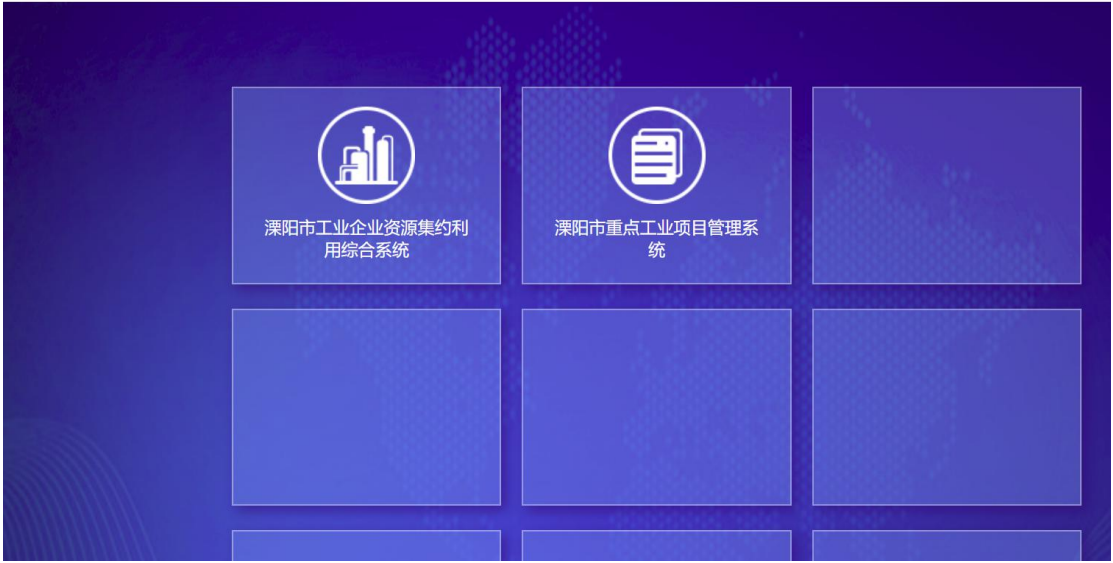 溧阳市工业企业资源集约利
用综合系统
溧阳市重点工业项目管理系
统